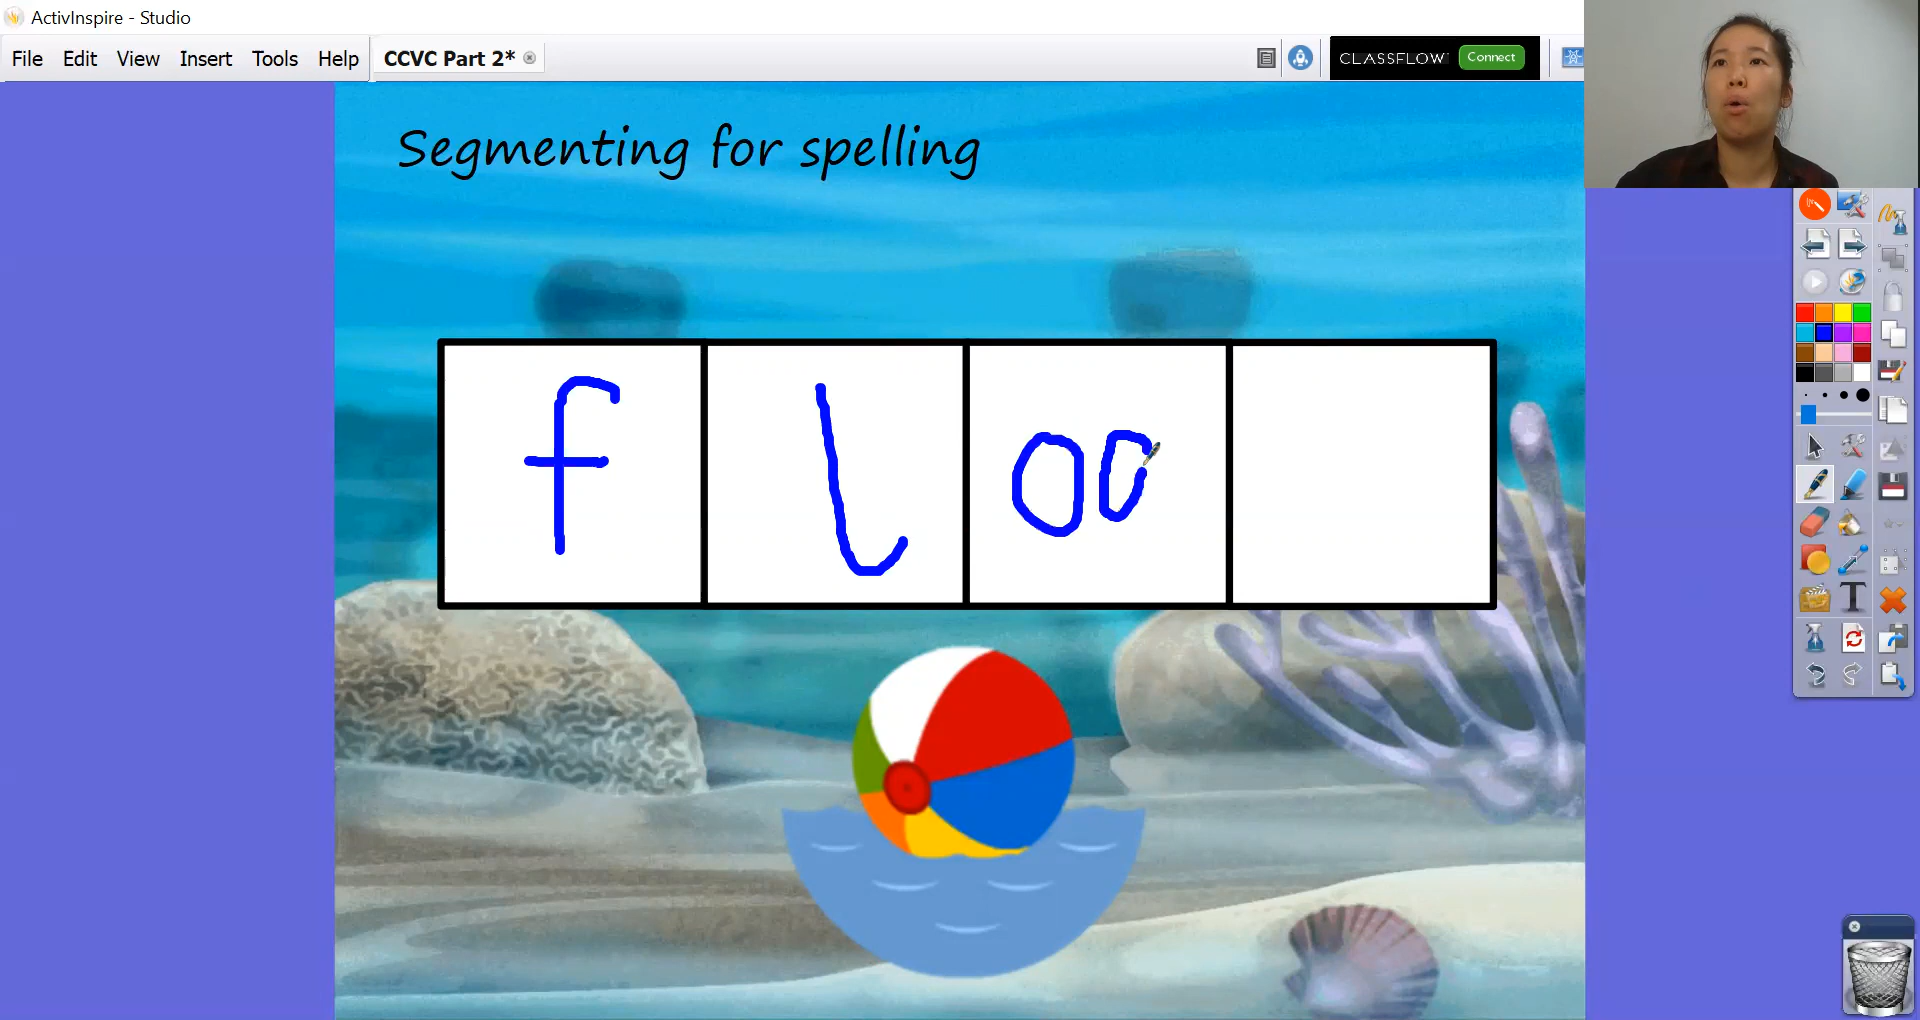 ActivInspire - Studio
File Edit View Insert Tools Help CCVC Part 2* CLASSFLOW Connect
Segmenting for spelling
f l oo
T